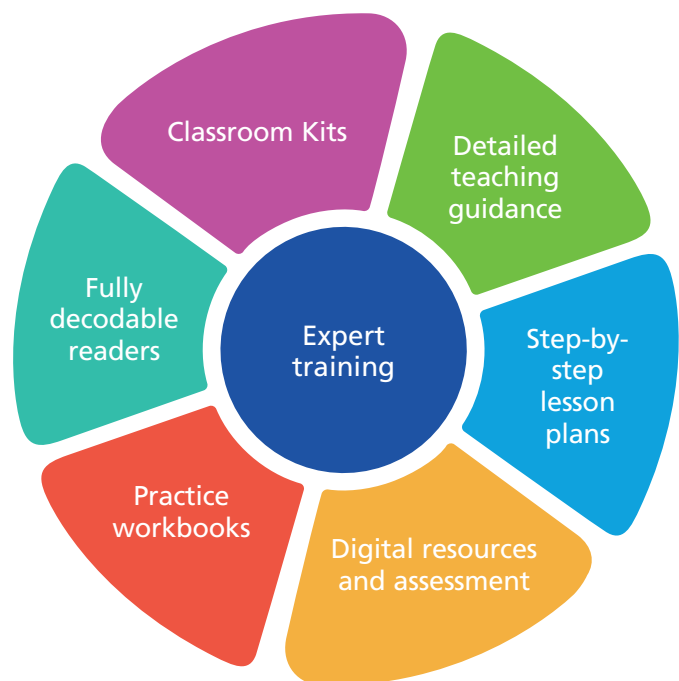 Classroom Kits
Detailed
teaching
guidance
Step-by-
step
lesson
plans
Digital resources
and assessment
Practice
workbooks
Fully
decodable
readers
Expert
training